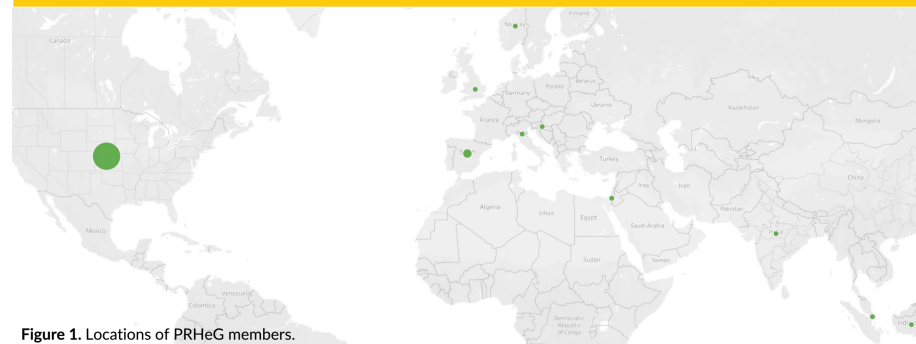 Finland
Canada
Belarus
Poland
Germany
Ukraine
France
Kazakhstan
Mongolia
Turkey
China
Iraq
Iran
Algeria
Libya
Egypt
Pakistan
Mexico
Saudi Arabia
Sudan
Yemen
Venezuela
Colombia
Democratic
Republic
of Congo
Figure 1. Locations of PRHeG members.